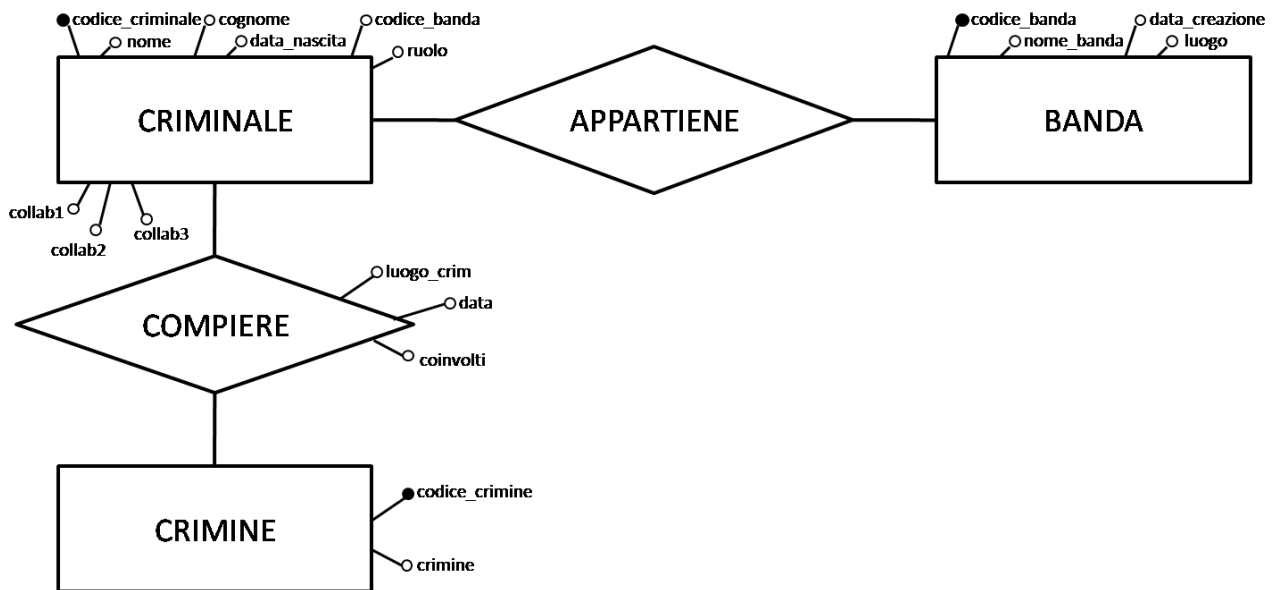 codice_criminale
cognome
codice_banda
nome
data_nascita
ruolo
codice_banda
data_creazione
nome_banda
luogo
CRIMINALE
APPARTIENE
BANDA
collab1
collab2
collab3
luogo_crim
data
COMPIERE
coinvolti
codice_crimine
CRIMINE
crimine